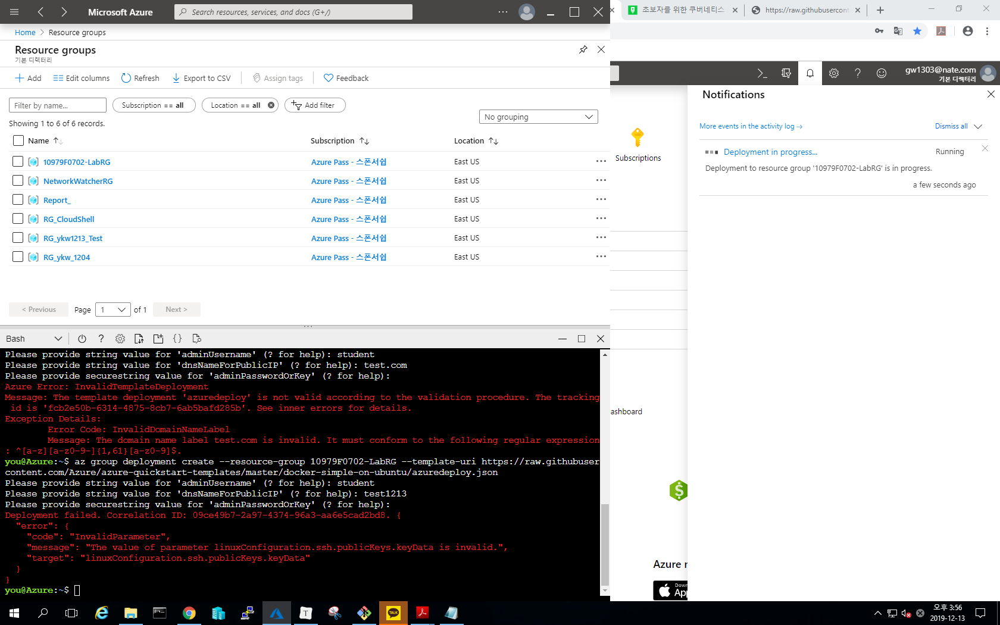 Microsoft Azure
Search resources, services, and docs (G+/)
Home > Resource groups
Resource groups
기본 디렉터리
Add
Edit columns
Refresh
Export to CSV
Assign tags
Feedback
Filter by name...
Subscription == all
Location == all
Add filter
Showing 1 to 6 of 6 records.
No grouping
Name
Subscription
Location
10979F0702-LabRG Azure Pass - 스폰서쉽 East US
NetworkWatcherRG Azure Pass - 스폰서쉽 East US
Report_ Azure Pass - 스폰서쉽 East US
RG_CloudShell Azure Pass - 스폰서쉽 East US
RG_ykw1213_Test Azure Pass - 스폰서쉽 East US
RG_ykw_1204 Azure Pass - 스폰서쉽 East US
< Previous Page 1 of 1 Next >
Bash
Please provide string value for 'adminUsername' (? for help): student
Please provide string value for 'dnsNameForPublicIP' (? for help): test.com
Please provide securestring value for 'adminPasswordOrKey' (? for help):
Azure Error: InvalidTemplateDeployment
Message: The template deployment 'azuredeploy' is not valid according to the validation procedure. The tracking
id is 'fcb2e50b-6314-4875-8cb7-6ab5bafd285b'. See inner errors for details.
Exception Details:
Error Code: InvalidDomainNameLabel
Message: The domain name label test.com is invalid. It must conform to the following regular expression
: ^[a-z][a-z0-9-]{1,61}[a-z0-9]$.
you@Azure:~$ az group deployment create --resource-group 10979F0702-LabRG --template-uri https://raw.githubuser
content.com/Azure/azure-quickstart-templates/master/docker-simple-on-ubuntu/azuredeploy.json
Please provide string value for 'adminUsername' (? for help): student
Please provide string value for 'dnsNameForPublicIP' (? for help): test1213
Please provide securestring value for 'adminPasswordOrKey' (? for help):
Deployment failed. Correlation ID: 09ce49b7-2a97-4374-96a3-aa6e5cad2bd8. {
"error": {
"code": "InvalidParameter",
"message": "The value of parameter linuxConfiguration.ssh.publicKeys.keyData is invalid.",
"target": "linuxConfiguration.ssh.publicKeys.keyData"
}
}
you@Azure:~$
초보자를 위한 쿠버네티스
https://raw.githubusercont
gw1303@nate.com
기본 디렉터리
Notifications
More events in the activity log →
Dismiss all
Deployment in progress...
Running
Deployment to resource group '10979F0702-LabRG' is in progress.
a few seconds ago
Subscriptions
ashboard
Azure r
Down
App
T
TALK
오후 3:56
2019-12-13